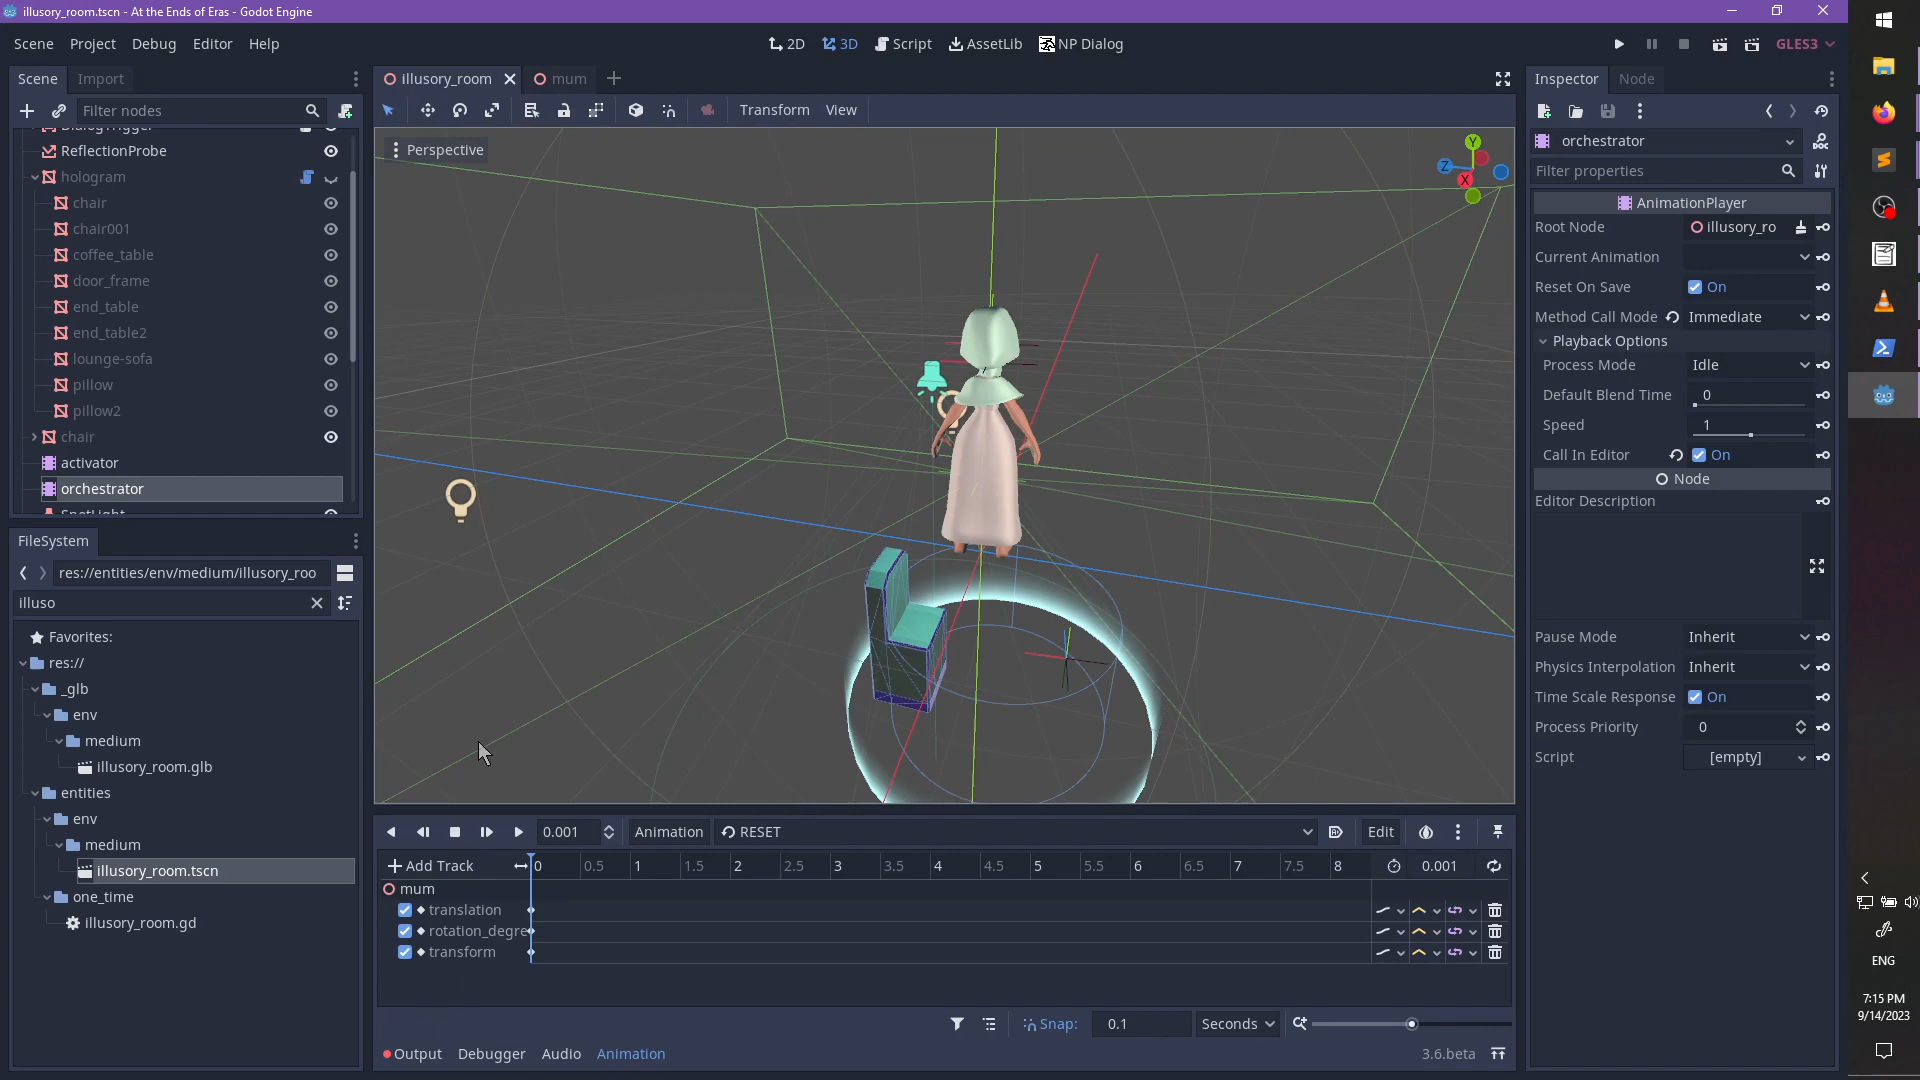 illusory_room.tscn - At the Ends of Eras - Godot Engine
Scene Project Debug Editor Help
2D 3D Script AssetLib NP Dialog
GLES3
Scene Import
illusory_room mum
Inspector Node
Filter nodes
Transform View
DialogTrigger
ReflectionProbe
hologram
chair
chair001
coffee_table
door_frame
end_table
end_table2
lounge-sofa
pillow
pillow2
chair
activator
orchestrator
SpotLight
Perspective
Y
Z
X
orchestrator
Filter properties
AnimationPlayer
Root Node illusory_ro
Current Animation
Reset On Save On
Method Call Mode Immediate
Playback Options
Process Mode Idle
Default Blend Time 0
Speed 1
Call In Editor On
Node
Editor Description
Pause Mode Inherit
Physics Interpolation Inherit
Time Scale Response On
Process Priority 0
Script [empty]
FileSystem
res://entities/env/medium/illusory_roo
illuso
Favorites:
res://
_glb
env
medium
illusory_room.glb
entities
env
medium
illusory_room.tscn
one_time
illusory_room.gd
0.001 Animation RESET Edit
Add Track 0 0.5 1 1.5 2 2.5 3 3.5 4 4.5 5 5.5 6 6.5 7 7.5 8 0.001
mum
translation
rotation_degre
transform
Snap: 0.1 Seconds
Output Debugger Audio Animation 3.6.beta
ENG
7:15 PM
9/14/2023